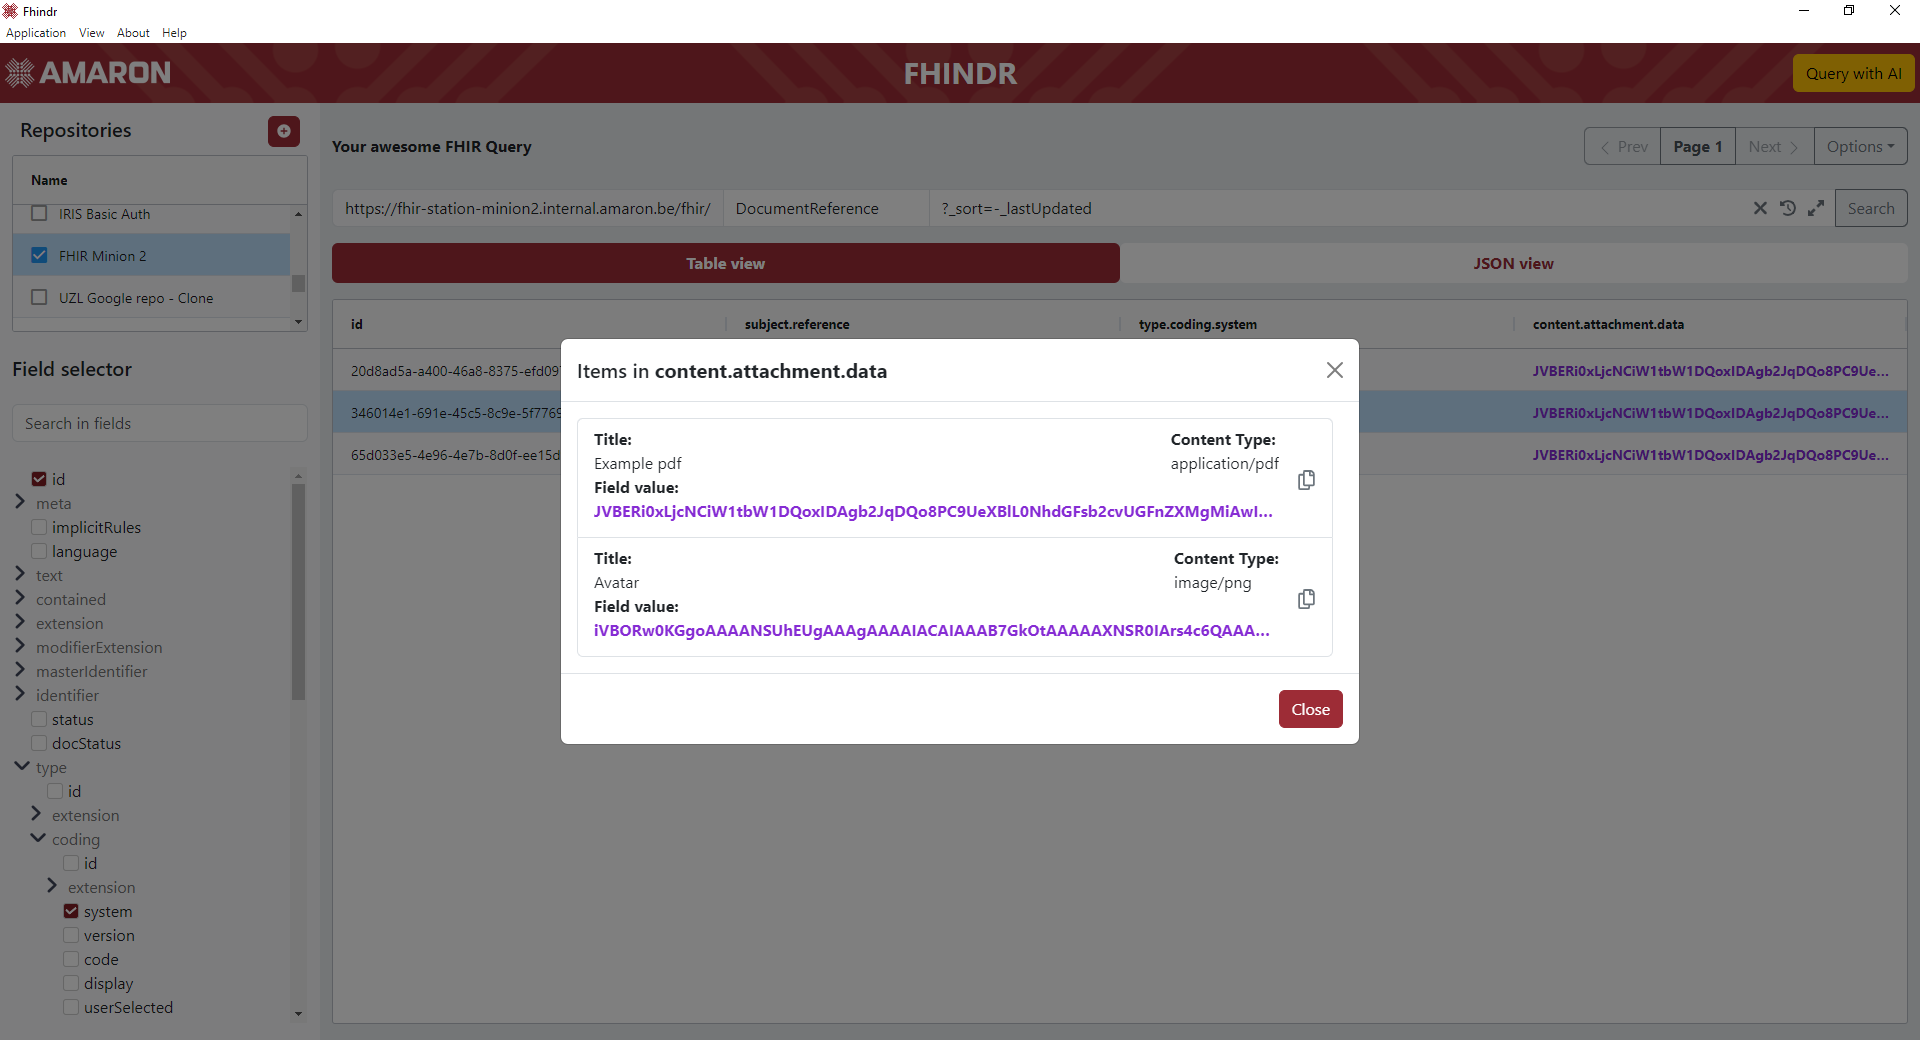 Fhindr
Application View About Help
AMARON
FHINDR
Query with AI
Repositories
Name
IRIS Basic Auth
FHIR Minion 2
UZL Google repo - Clone
Field selector
Search in fields
id
meta
implicitRules
language
text
contained
extension
modifierExtension
masterIdentifier
identifier
status
docStatus
type
id
extension
coding
id
extension
system
version
code
display
userSelected
Your awesome FHIR Query
Prev Page 1 Next Options
https://fhir-station-minion2.internal.amaron.be/fhir/ DocumentReference ?_sort=-_lastUpdated Search
Table view JSON view
id subject.reference type.coding.system content.attachment.data
20d8ad5a-a400-46a8-8375-efd09 JVBERi0xLjcNCiW1tbW1DQoxIDAgb2JqDQo8PC9Ue...
346014e1-691e-45c5-8c9e-5f7769 JVBERi0xLjcNCiW1tbW1DQoxIDAgb2JqDQo8PC9Ue...
65d033e5-4e96-4e7b-8d0f-ee15d JVBERi0xLjcNCiW1tbW1DQoxIDAgb2JqDQo8PC9Ue...
Items in content.attachment.data
Title: Content Type:
Example pdf application/pdf
Field value:
JVBERi0xLjcNCiW1tbW1DQoxIDAgb2JqDQo8PC9UeXBlL0NhdGFsb2cvUGFnZXMgMiAwI...
Title: Content Type:
Avatar image/png
Field value:
iVBORw0KGgoAAAANSUhEUgAAAgAAAAIACAIAAAB7GkOtAAAAAXNSR0IArs4c6QAAA...
Close